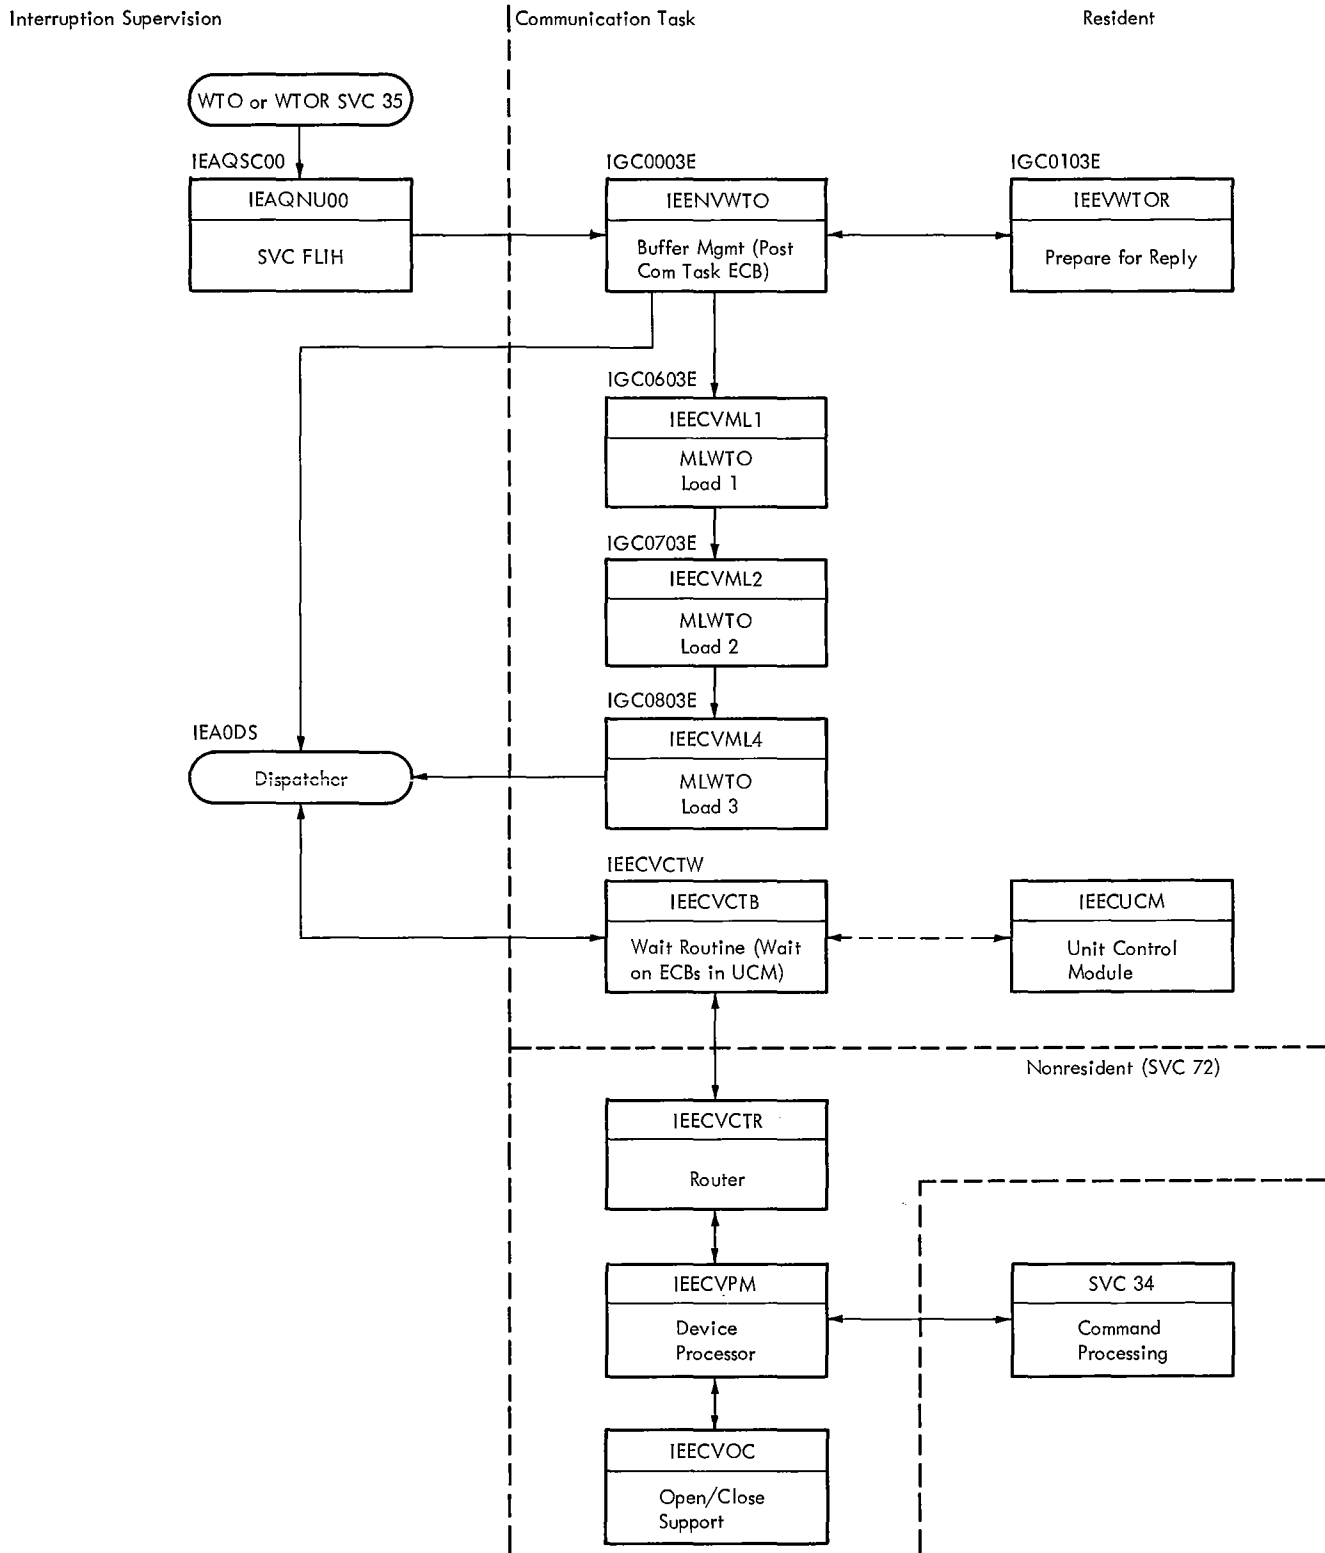 Interruption Supervision
Communication Task
Resident
WTO or WTOR SVC 35
IEAQSC00
IEAQNU00
SVC FLIH
IGC0003E
IEENVWTO
Buffer Mgmt (Post
Com Task ECB)
IGC0103E
IEEVWTOR
Prepare for Reply
IGC0603E
IEECVML1
MLWTO
Load 1
IGC0703E
IEECVML2
MLWTO
Load 2
IGC0803E
IEECVML4
MLWTO
Load 3
IEA0DS
Dispatcher
IEECVCTW
IEECVCTB
Wait Routine (Wait
on ECBs in UCM)
IEECUCM
Unit Control
Module
Nonresident (SVC 72)
IEECVCTR
Router
IEECVPM
Device
Processor
SVC 34
Command
Processing
IEECVOC
Open/Close
Support